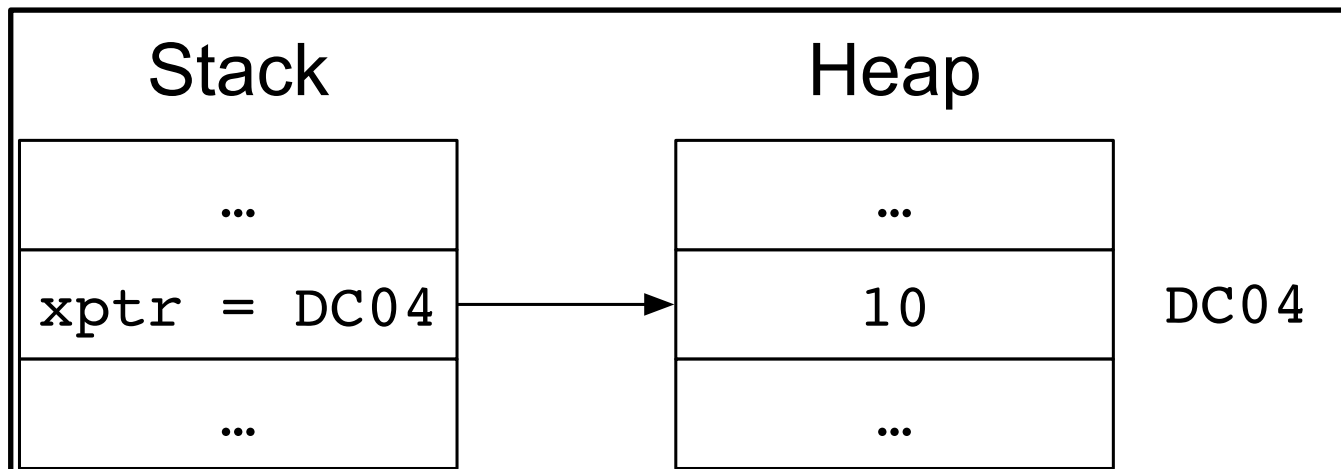 Stack Heap
… …
xptr = DC04 10 DC04
… …